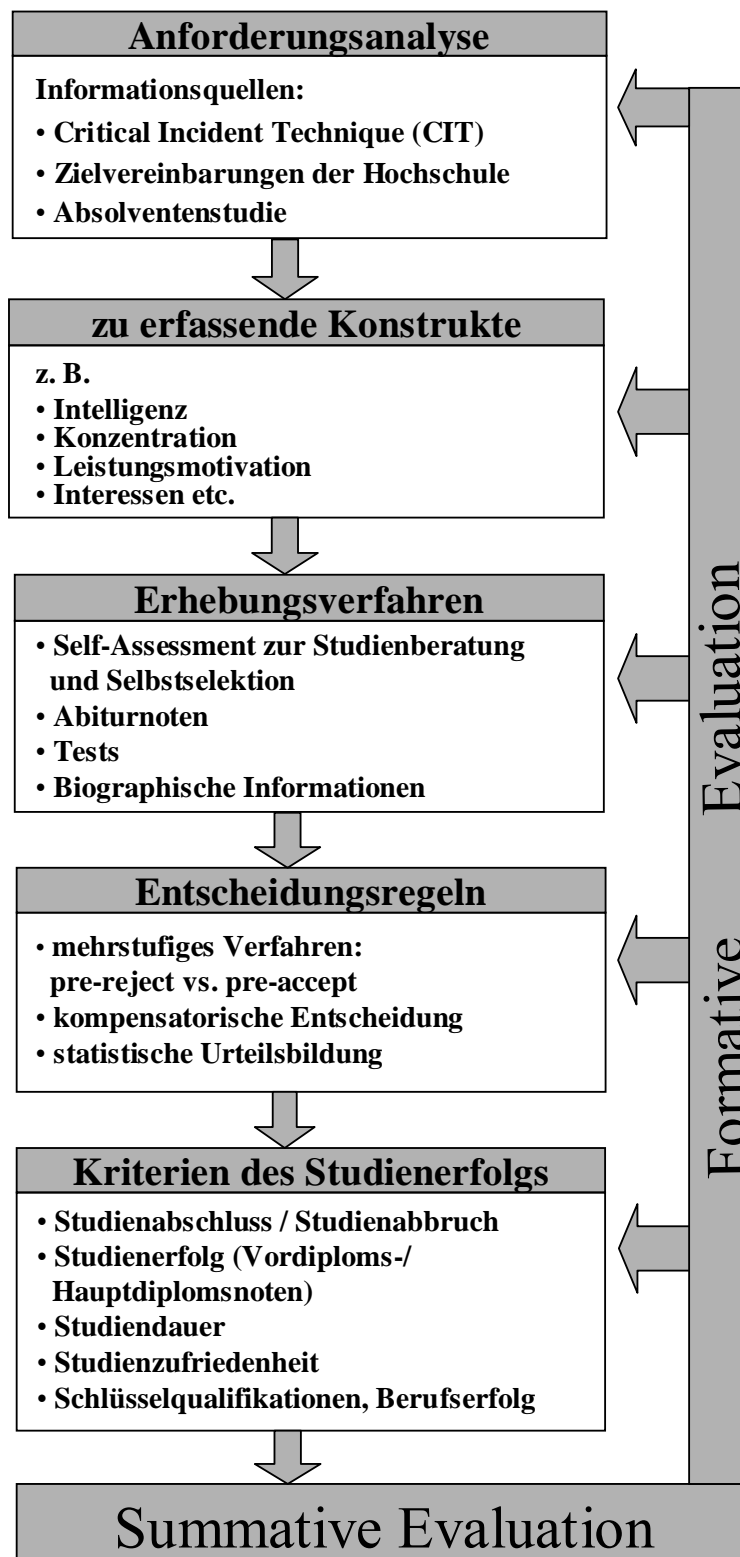 Anforderungsanalyse
Informationsquellen:
• Critical Incident Technique (CIT)
• Zielvereinbarungen der Hochschule
• Absolventenstudie
zu erfassende Konstrukte
z. B.
• Intelligenz
• Konzentration
• Leistungsmotivation
• Interessen etc.
Erhebungsverfahren
• Self-Assessment zur Studienberatung
und Selbstselektion
• Abiturnoten
• Tests
• Biographische Informationen
Entscheidungsregeln
• mehrstufiges Verfahren:
pre-reject vs. pre-accept
• kompensatorische Entscheidung
• statistische Urteilsbildung
Kriterien des Studienerfolgs
• Studienabschluss / Studienabbruch
• Studienerfolg (Vordiploms-/
Hauptdiplomsnoten)
• Studiendauer
• Studienzufriedenheit
• Schlüsselqualifikationen, Berufserfolg
Formative Evaluation
Summative Evaluation